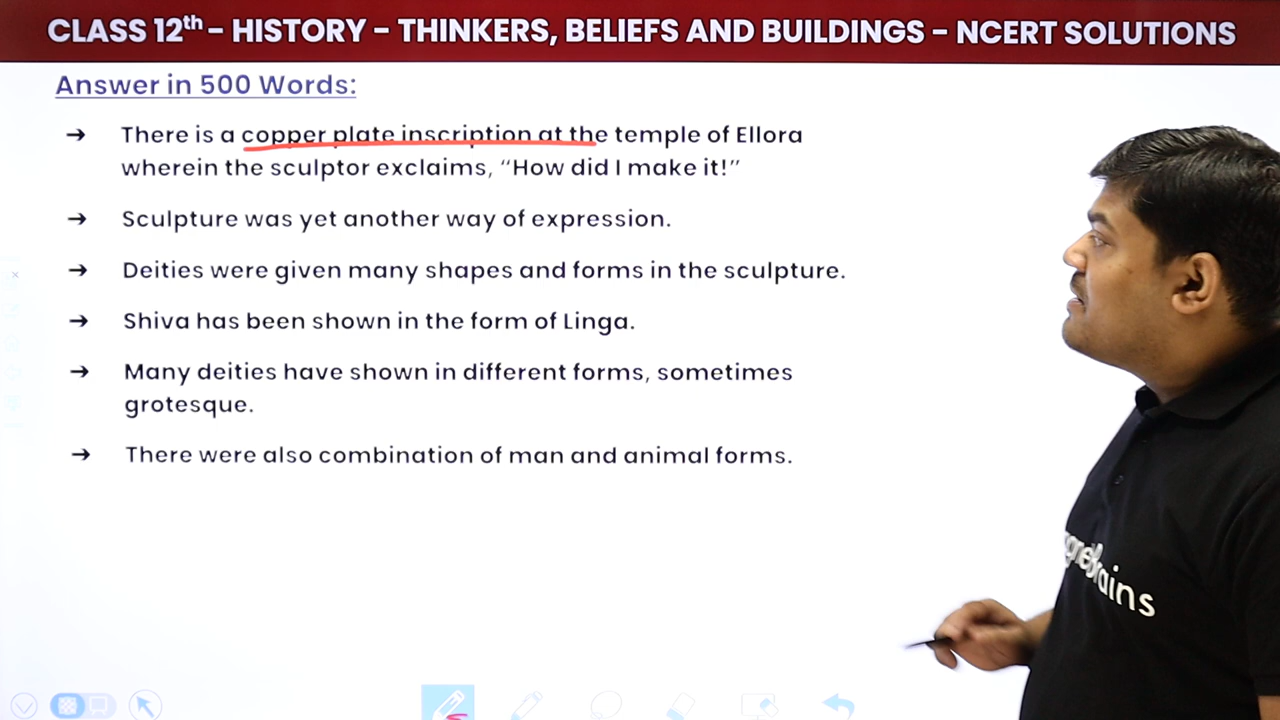 CLASS 12th – HISTORY – THINKERS, BELIEFS AND BUILDINGS – NCERT SOLUTIONS
Answer in 500 Words:
→ There is a copper plate inscription at the temple of Ellora
wherein the sculptor exclaims, “How did I make it!”
→ Sculpture was yet another way of expression.
→ Deities were given many shapes and forms in the sculpture.
→ Shiva has been shown in the form of Linga.
→ Many deities have shown in different forms, sometimes
grotesque.
→ There were also combination of man and animal forms.